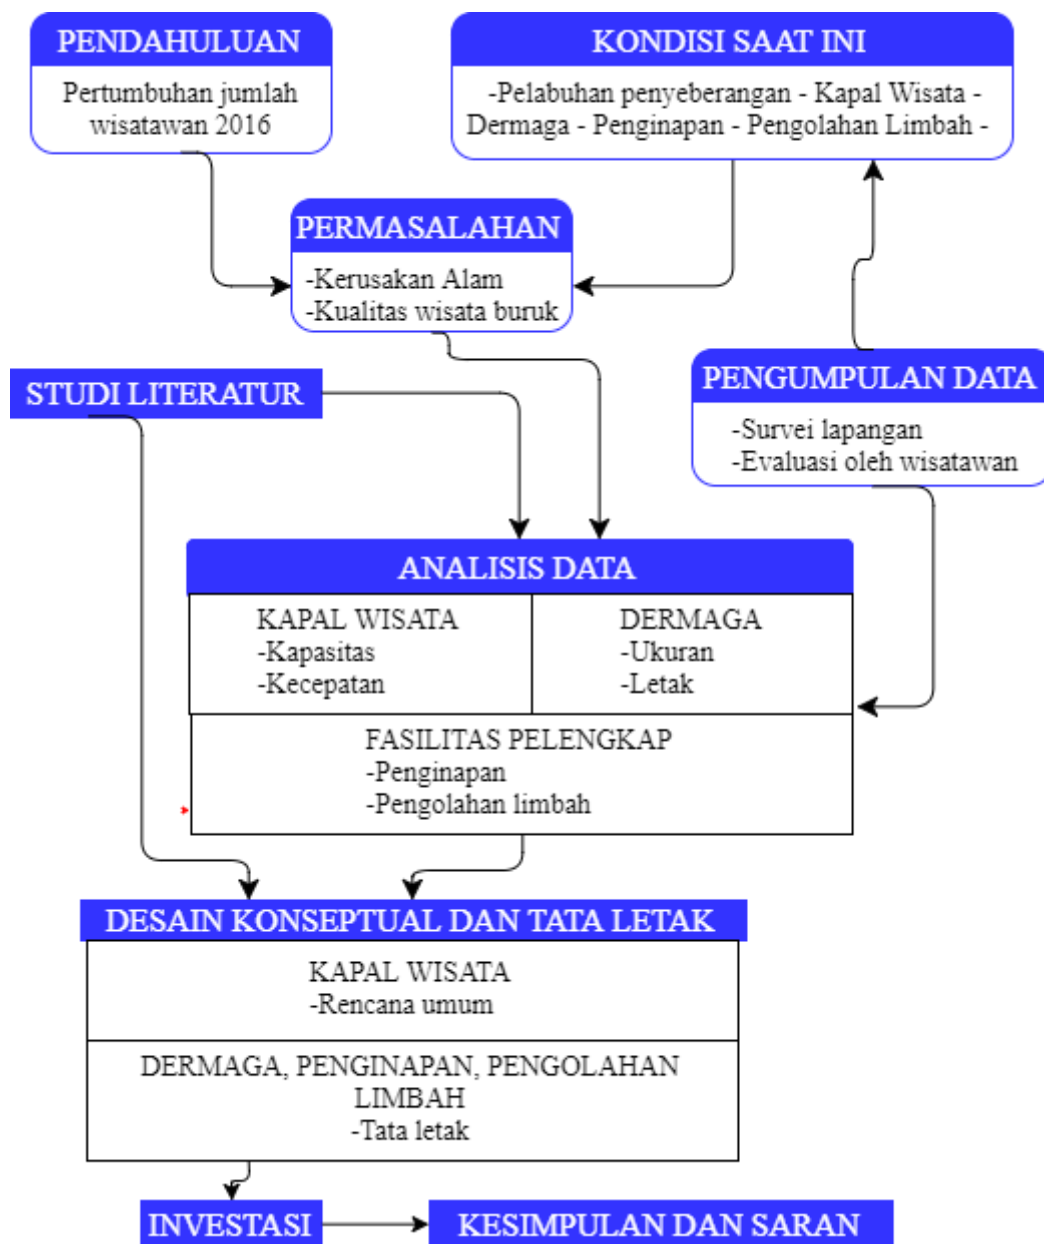 PENDAHULUAN
Pertumbuhan jumlah
wisatawan 2016
KONDISI SAAT INI
-Pelabuhan penyeberangan - Kapal Wisata -
Dermaga - Penginapan - Pengolahan Limbah -
PERMASALAHAN
-Kerusakan Alam
-Kualitas wisata buruk
STUDI LITERATUR
PENGUMPULAN DATA
-Survei lapangan
-Evaluasi oleh wisatawan
ANALISIS DATA
KAPAL WISATA
-Kapasitas
-Kecepatan
DERMAGA
-Ukuran
-Letak
FASILITAS PELENGKAP
-Penginapan
-Pengolahan limbah
DESAIN KONSEPTUAL DAN TATA LETAK
KAPAL WISATA
-Rencana umum
DERMAGA, PENGINAPAN, PENGOLAHAN
LIMBAH
-Tata letak
INVESTASI
KESIMPULAN DAN SARAN